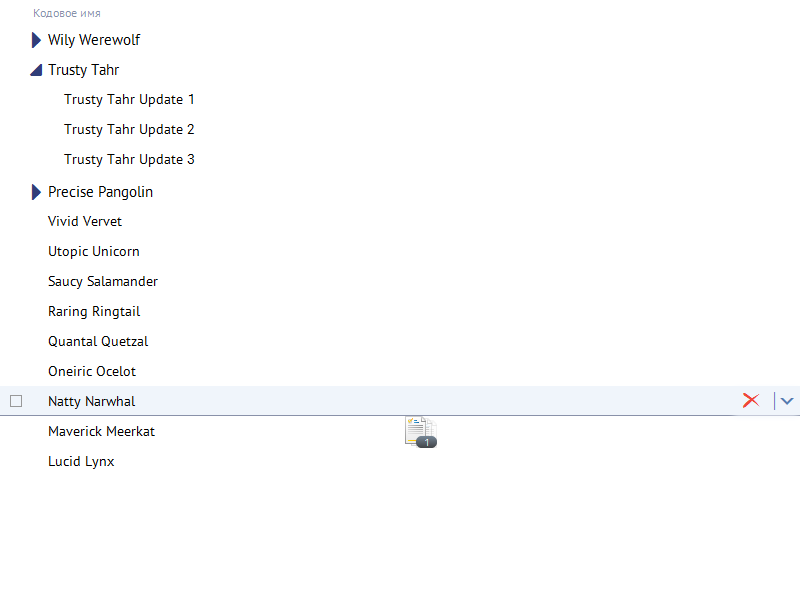 Кодовое имя
Wily Werewolf
Trusty Tahr
Trusty Tahr Update 1
Trusty Tahr Update 2
Trusty Tahr Update 3
Precise Pangolin
Vivid Vervet
Utopic Unicorn
Saucy Salamander
Raring Ringtail
Quantal Quetzal
Oneiric Ocelot
Natty Narwhal
Maverick Meerkat
1
Lucid Lynx